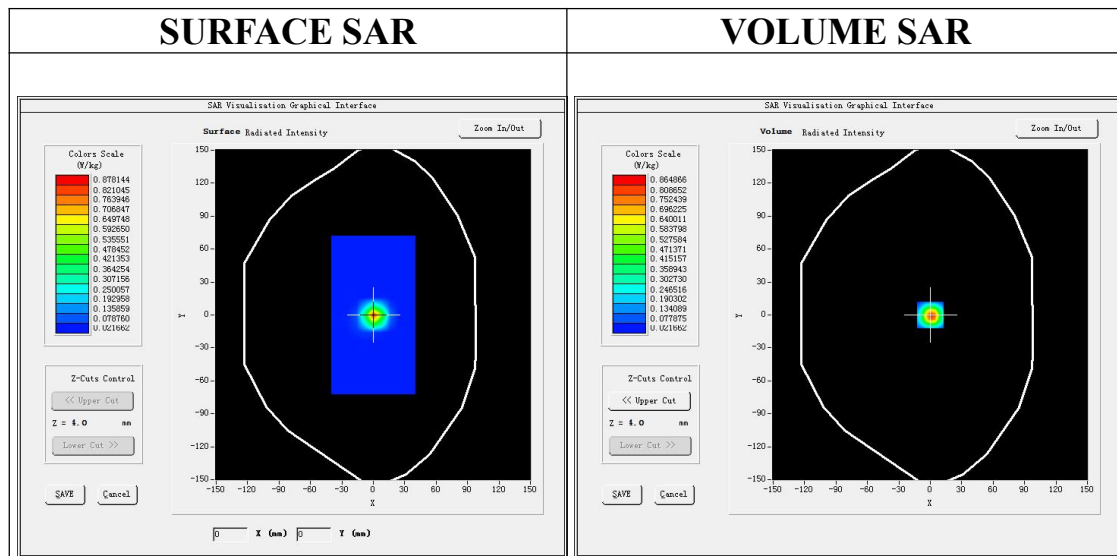 SURFACE SAR
VOLUME SAR
SAR Visualisation Graphical Interface
Surface Radiated Intensity
Zoom In/Out
Colors Scale
(W/kg)
0.878144
0.821045
0.763946
0.706847
0.649748
0.592650
0.535551
0.478452
0.421353
0.364254
0.307156
0.250057
0.192958
0.135859
0.078760
0.021662
Z-Cuts Control
<< Upper Cut
Z = 4.0 mm
Lower Cut >>
SAVE Cancel
150
120
90
60
30
0
-30
-60
-90
-120
-150
Y
-150 -120 -90 -60 -30 0 30 60 90 120 150
X
0 X (mm) 0 Y (mm)
SAR Visualisation Graphical Interface
Volume Radiated Intensity
Zoom In/Out
Colors Scale
(W/kg)
0.864866
0.808652
0.752439
0.696225
0.640011
0.583798
0.527584
0.471371
0.415157
0.358943
0.302730
0.246516
0.190302
0.134089
0.077875
0.021662
Z-Cuts Control
<< Upper Cut
Z = 4.0 mm
Lower Cut >>
SAVE Cancel
150
120
90
60
30
0
-30
-60
-90
-120
-150
Y
-150 -120 -90 -60 -30 0 30 60 90 120 150
X